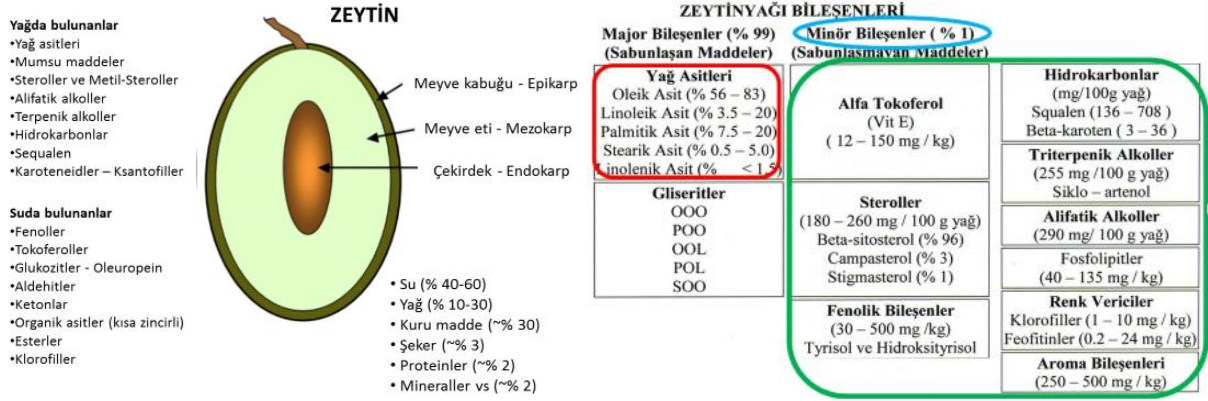 ZEYTİN
Yağda bulunanlar
•Yağ asitleri
•Mumsu maddeler
•Steroller ve Metil-Steroller
•Alifatik alkoller
•Terpenik alkoller
•Hidrokarbonlar
•Sequalen
•Karoteneidler – Ksantofiller
Suda bulunanlar
•Fenoller
•Tokoferoller
•Glukozitler - Oleuropein
•Aldehitler
•Ketonlar
•Organik asitler (kısa zincirli)
•Esterler
•Klorofiller
Meyve kabuğu - Epikarp
Meyve eti - Mezokarp
Çekirdek - Endokarp
• Su (% 40-60)
• Yağ (% 10-30)
• Kuru madde (~% 30)
• Şeker (~% 3)
• Proteinler (~% 2)
• Mineraller vs (~% 2)
ZEYTİNYAĞI BİLEŞENLERİ
Major Bileşenler (% 99)
(Sabunlaşan Maddeler)
Yağ Asitleri
Oleik Asit (% 56 – 83)
Linoleik Asit (% 3.5 – 20)
Palmitik Asit (% 7.5 – 20)
Stearik Asit (% 0.5 – 5.0)
Linolenik Asit (% < 1.5)
Gliseritler
OOO
POO
OOL
POL
SOO
Minör Bileşenler ( % 1)
(Sabunlaşmayan Maddeler)
Alfa Tokoferol
(Vit E)
( 12 – 150 mg / kg)
Steroller
(180 – 260 mg / 100 g yağ)
Beta-sitosterol (% 96)
Campasterol (% 3)
Stigmasterol (% 1)
Fenolik Bileşenler
(30 – 500 mg /kg)
Tyrisol ve Hidroksityrisol
Hidrokarbonlar
(mg/100g yağ)
Squalen (136 – 708 )
Beta-karoten ( 3 – 36 )
Triterpenik Alkoller
(255 mg /100 g yağ)
Siklo – artenol
Alifatik Alkoller
(290 mg/ 100 g yağ)
Fosfolipitler
(40 – 135 mg / kg)
Renk Vericiler
Klorofiller (1 – 10 mg / kg)
Feofitinler (0.2 – 24 mg / kg)
Aroma Bileşenleri
(250 – 500 mg / kg)